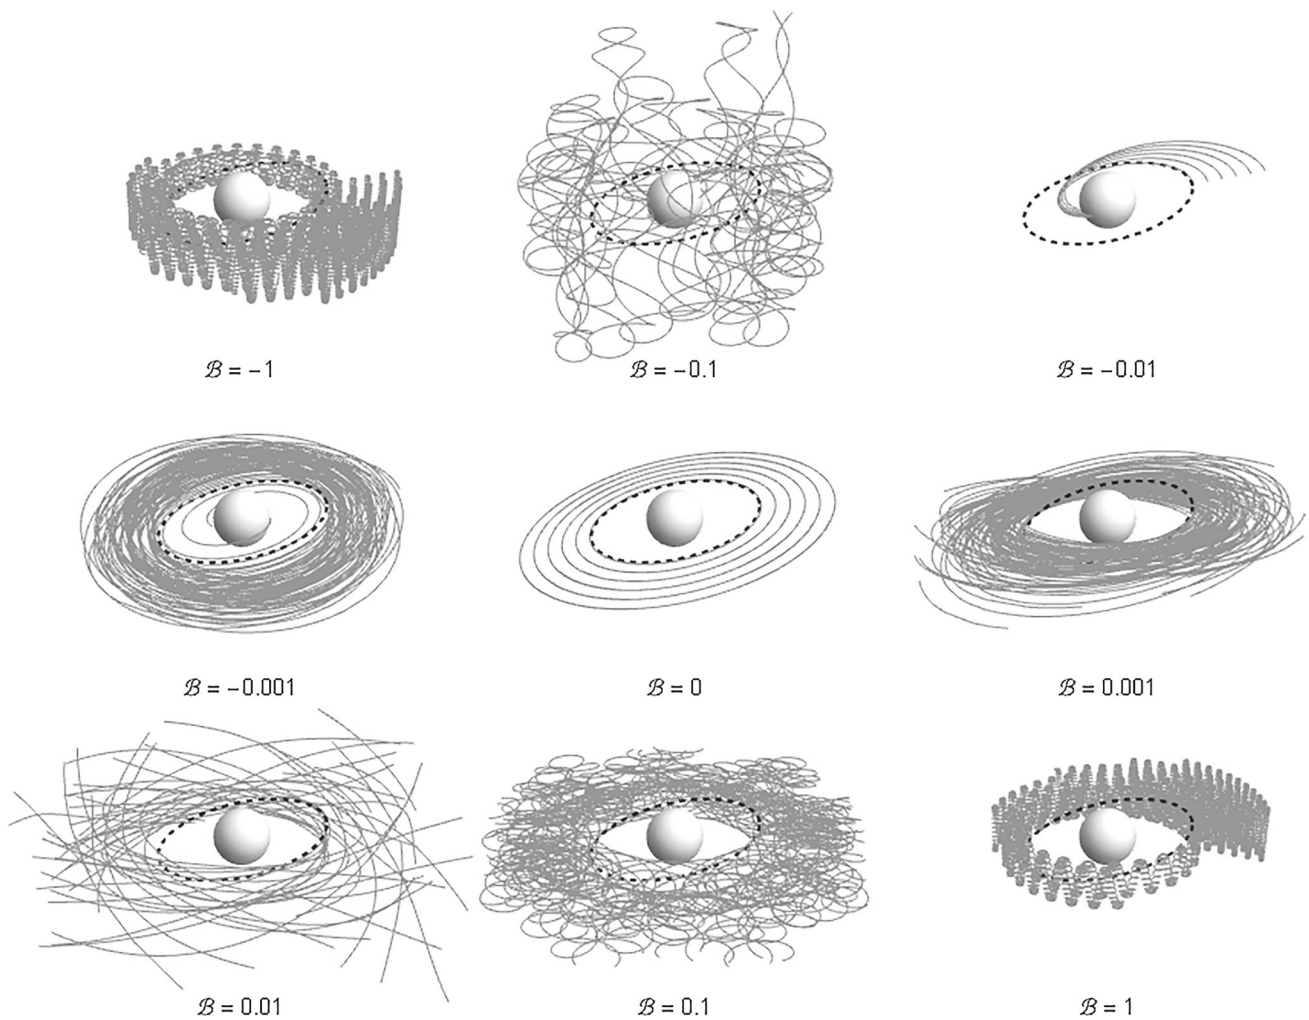 ℬ = −1
ℬ = −0.1
ℬ = −0.01
ℬ = −0.001
ℬ = 0
ℬ = 0.001
ℬ = 0.01
ℬ = 0.1
ℬ = 1